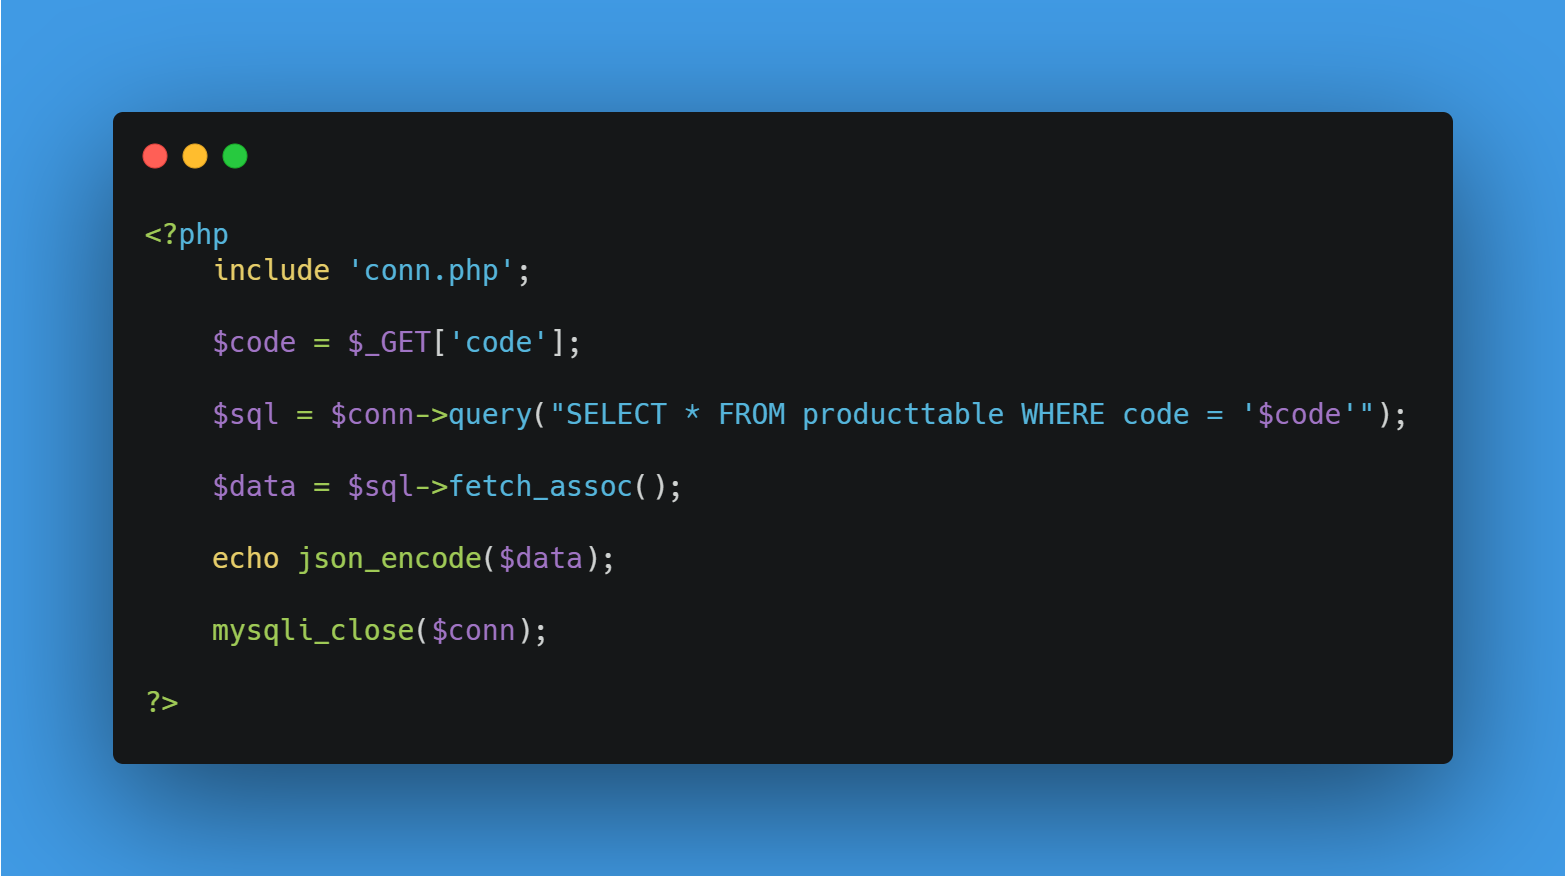 <?php
    include 'conn.php';

    $code = $_GET['code'];

    $sql = $conn->query("SELECT * FROM producttable WHERE code = '$code'");

    $data = $sql->fetch_assoc();

    echo json_encode($data);

    mysqli_close($conn);

?>